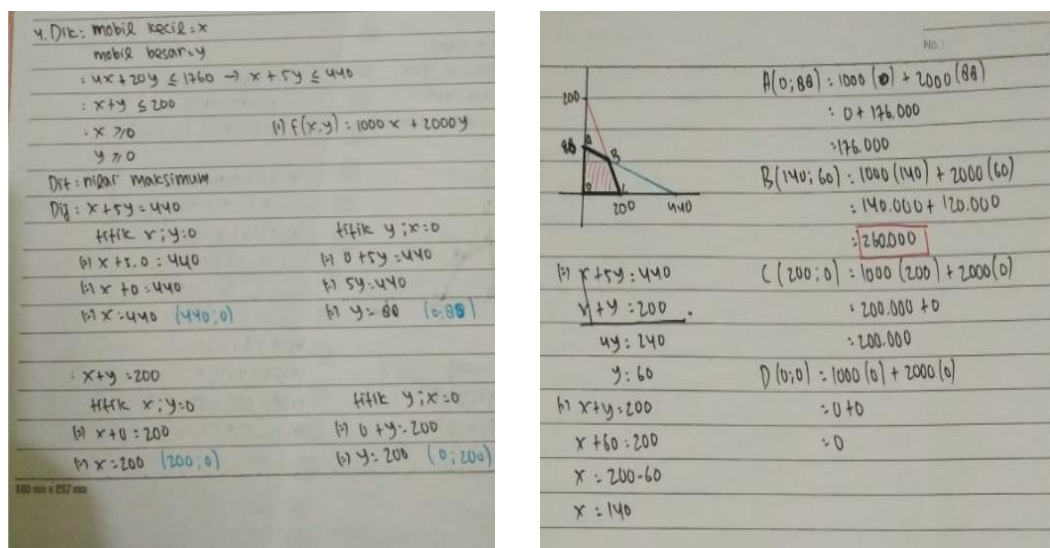 4. Dik: mobil kecil = x
mobil besar = y
: 4x + 20y ≤ 1760 → x + 5y ≤ 440
: x + y ≤ 200
: x ≥ 0 (=) f(x,y) = 1000x + 2000y
y ≥ 0
Dit : nilai maksimum
Dij : x + 5y = 440
titik x ; y = 0
(=) x + 5.0 = 440
(=) x + 0 = 440
(=) x = 440 (440;0)
titik y ; x = 0
(=) 0 + 5y = 440
(=) 5y = 440
(=) y = 88 (0;88)
: x + y = 200
titik x ; y = 0
(=) x + 0 = 200
(=) x = 200 (200;0)
titik y ; x = 0
(=) 0 + y = 200
(=) y = 200 (0;200)
No. :
200
88
A
B
200
440
(=) x + 5y = 440
x + y = 200 -
4y = 240
y = 60
(=) x + y = 200
x + 60 = 200
x = 200 - 60
x = 140
A(0;88) = 1000(0) + 2000(88)
= 0 + 176.000
= 176.000
B(140;60) = 1000(140) + 2000(60)
= 140.000 + 120.000
= 260.000
C(200;0) = 1000(200) + 2000(0)
= 200.000 + 0
= 200.000
D(0;0) = 1000(0) + 2000(0)
= 0 + 0
= 0